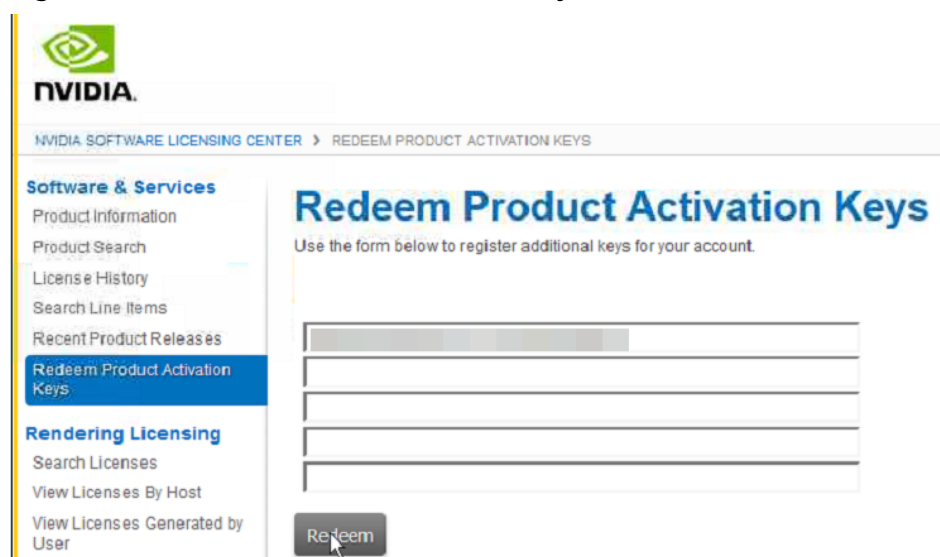 NVIDIA.
NVIDIA SOFTWARE LICENSING CENTER > REDEEM PRODUCT ACTIVATION KEYS
Software & Services
Product Information
Product Search
License History
Search Line Items
Recent Product Releases
Redeem Product Activation
Keys
Rendering Licensing
Search Licenses
View Licenses By Host
View Licenses Generated by
User
Redeem Product Activation Keys
Use the form below to register additional keys for your account.
Redeem